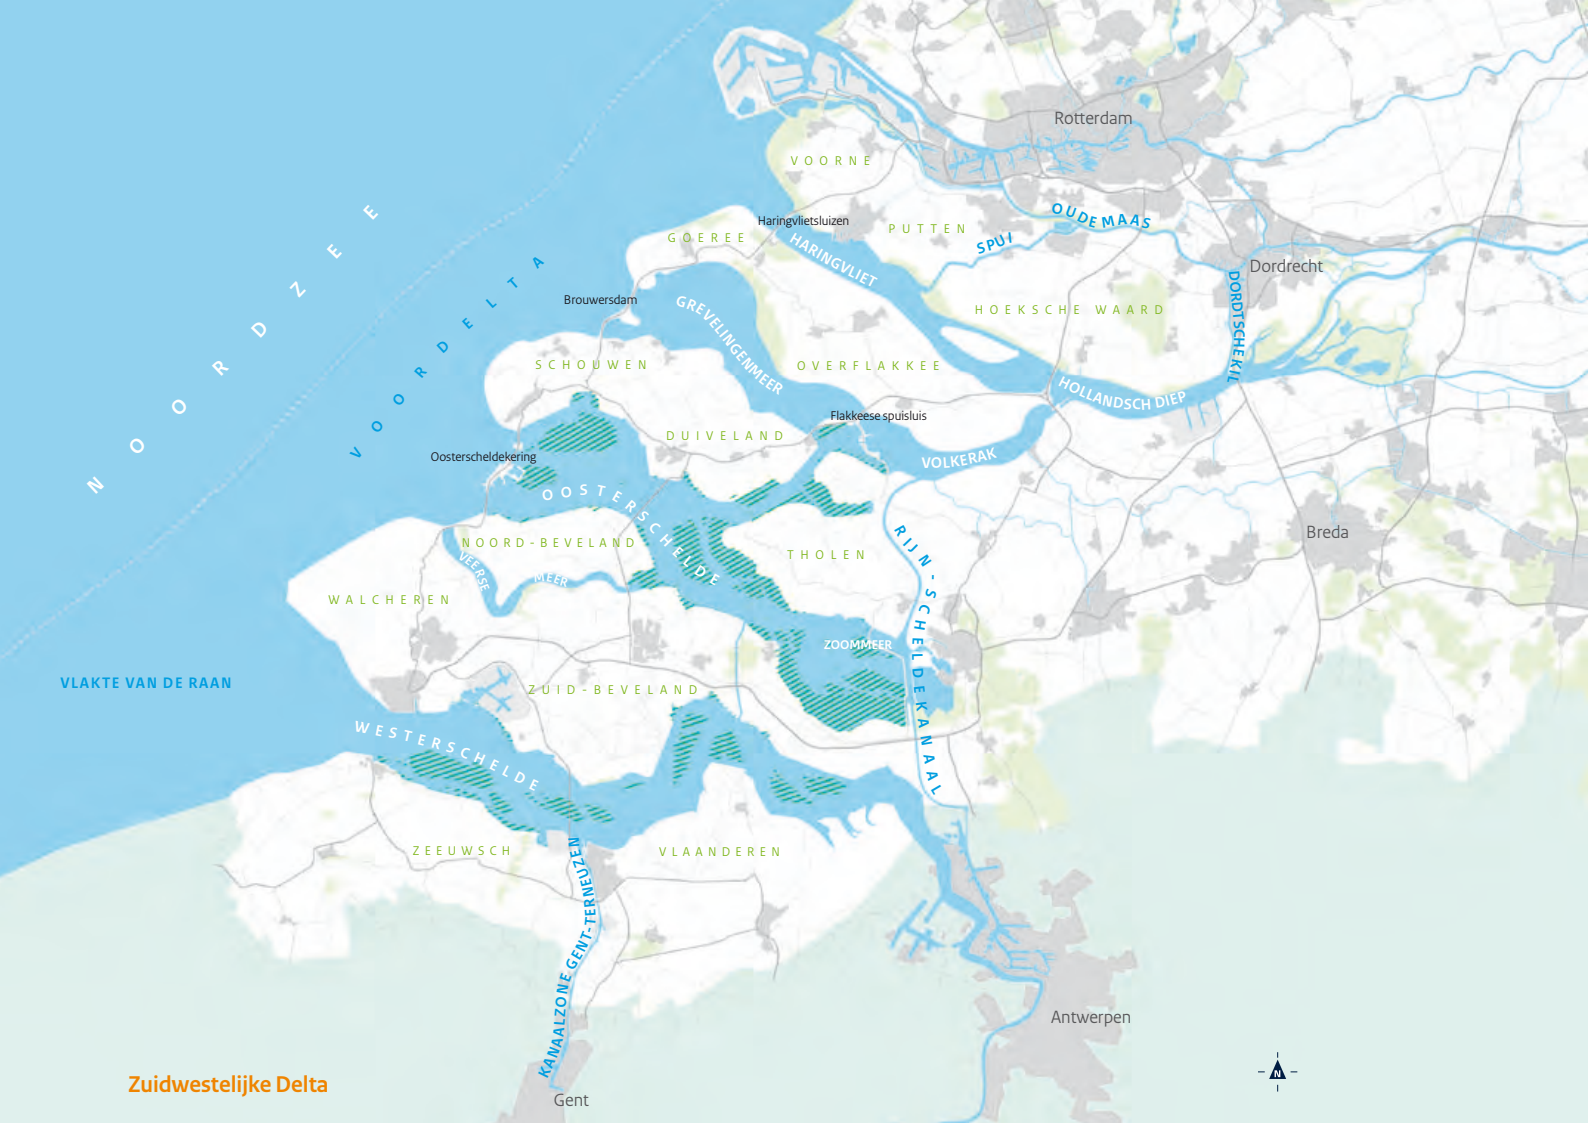 Rotterdam
VOORNE
NOORDZEE
OUDE MAAS
Haringvlietsluizen
PUTTEN
GOEREE
SPUI
HARINGVLIET
VOORDELTA
Dordrecht
DORDTSCHE KIL
Brouwersdam
GREVELINGENMEER
HOEKSCHE WAARD
SCHOUWEN
OVERFLAKKEE
HOLLANDSCH DIEP
Flakkeese spuisluis
DUIVELAND
Oosterscheldekering
VOLKERAK
OOSTERSCHELDE
Breda
RIJN-SCHELDEKANAAL
NOORD-BEVELAND
THOLEN
VEERSE
MEER
WALCHEREN
ZOOMMEER
VLAKTE VAN DE RAAN
ZUID-BEVELAND
WESTERSCHELDE
ZEEUWSCH
VLAANDEREN
KANAALZONE GENT-TERNEUZEN
Antwerpen
N
Zuidwestelijke Delta
Gent